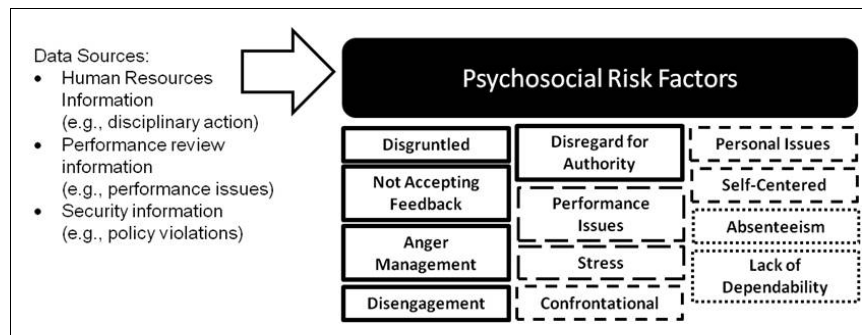 Data Sources:
• Human Resources
Information
(e.g., disciplinary action)
• Performance review
information
(e.g., performance issues)
• Security information
(e.g., policy violations)
Psychosocial Risk Factors
Disgruntled
Not Accepting
Feedback
Anger
Management
Disengagement
Disregard for
Authority
Performance
Issues
Stress
Confrontational
Personal Issues
Self-Centered
Absenteeism
Lack of
Dependability